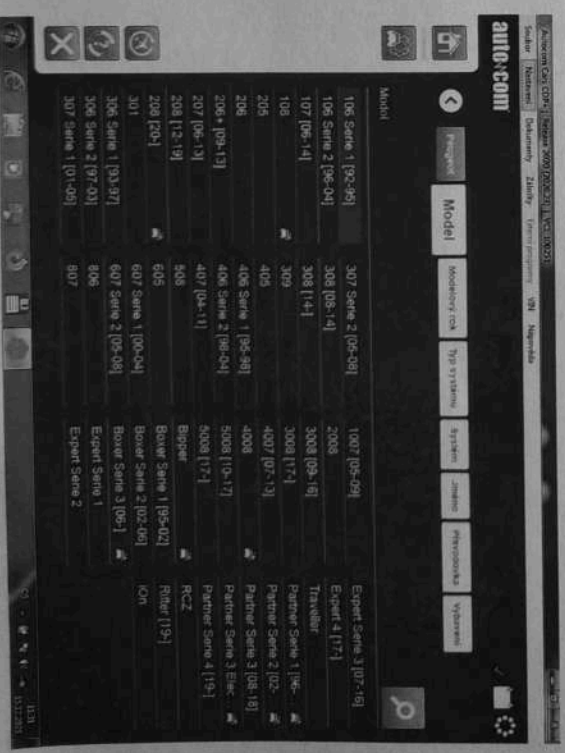 Autocom Cars CDP+
Soubor Nastavení Dokumenty Záložky Externí programy VIN Nápověda
autocom
Peugeot Model Modelový rok Typ systému Systém Jméno Převodovka Vybavení
Model
106 Serie 1 [92-96]
106 Serie 2 [96-04]
107 [06-14]
108
205
206
206+ [09-13]
207 [06-13]
208 [12-19]
208 [20-]
301
306 Serie 1 [93-97]
306 Serie 2 [97-03]
307 Serie 1 [01-05]
307 Serie 2 [05-08]
308 [08-14]
308 [14-]
309
405
406 Serie 1 [95-98]
406 Serie 2 [98-04]
407 [04-11]
508
605
607 Serie 1 [00-04]
607 Serie 2 [05-08]
806
807
1007 [05-09]
2008
3008 [09-16]
3008 [17-]
4007 [07-13]
4008
5008 [10-17]
5008 [17-]
Bipper
Boxer Serie 1 [95-02]
Boxer Serie 2 [02-06]
Boxer Serie 3 [06-]
Expert Serie 1
Expert Serie 2
Expert Serie 3 [07-16]
Expert 4 [17-]
Traveller
Partner Serie 1 [96-
Partner Serie 2 [02-
Partner Serie 3 [08-18]
Partner Serie 3 Elec
Partner Serie 4 [19-]
RCZ
Rifter [19-]
iOn
11:31